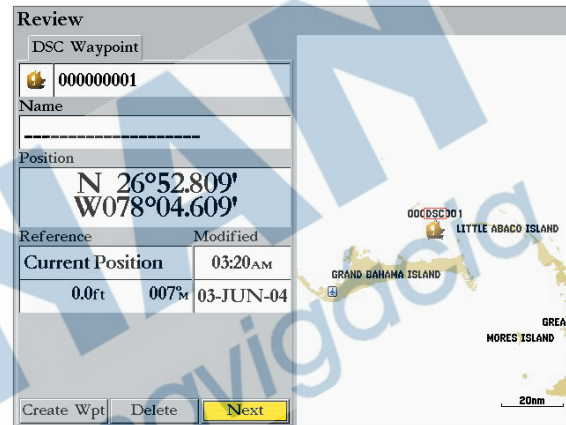 Review
DSC Waypoint
000000001
Name
--------------------
Position
N 26°52.809'
W078°04.609'
Reference Modified
Current Position 03:20AM
0.0ft 007°M 03-JUN-04
Create Wpt Delete Next
000DSC001
LITTLE ABACO ISLAND
GRAND BAHAMA ISLAND
GREA
MORES ISLAND
20nm
navigacija